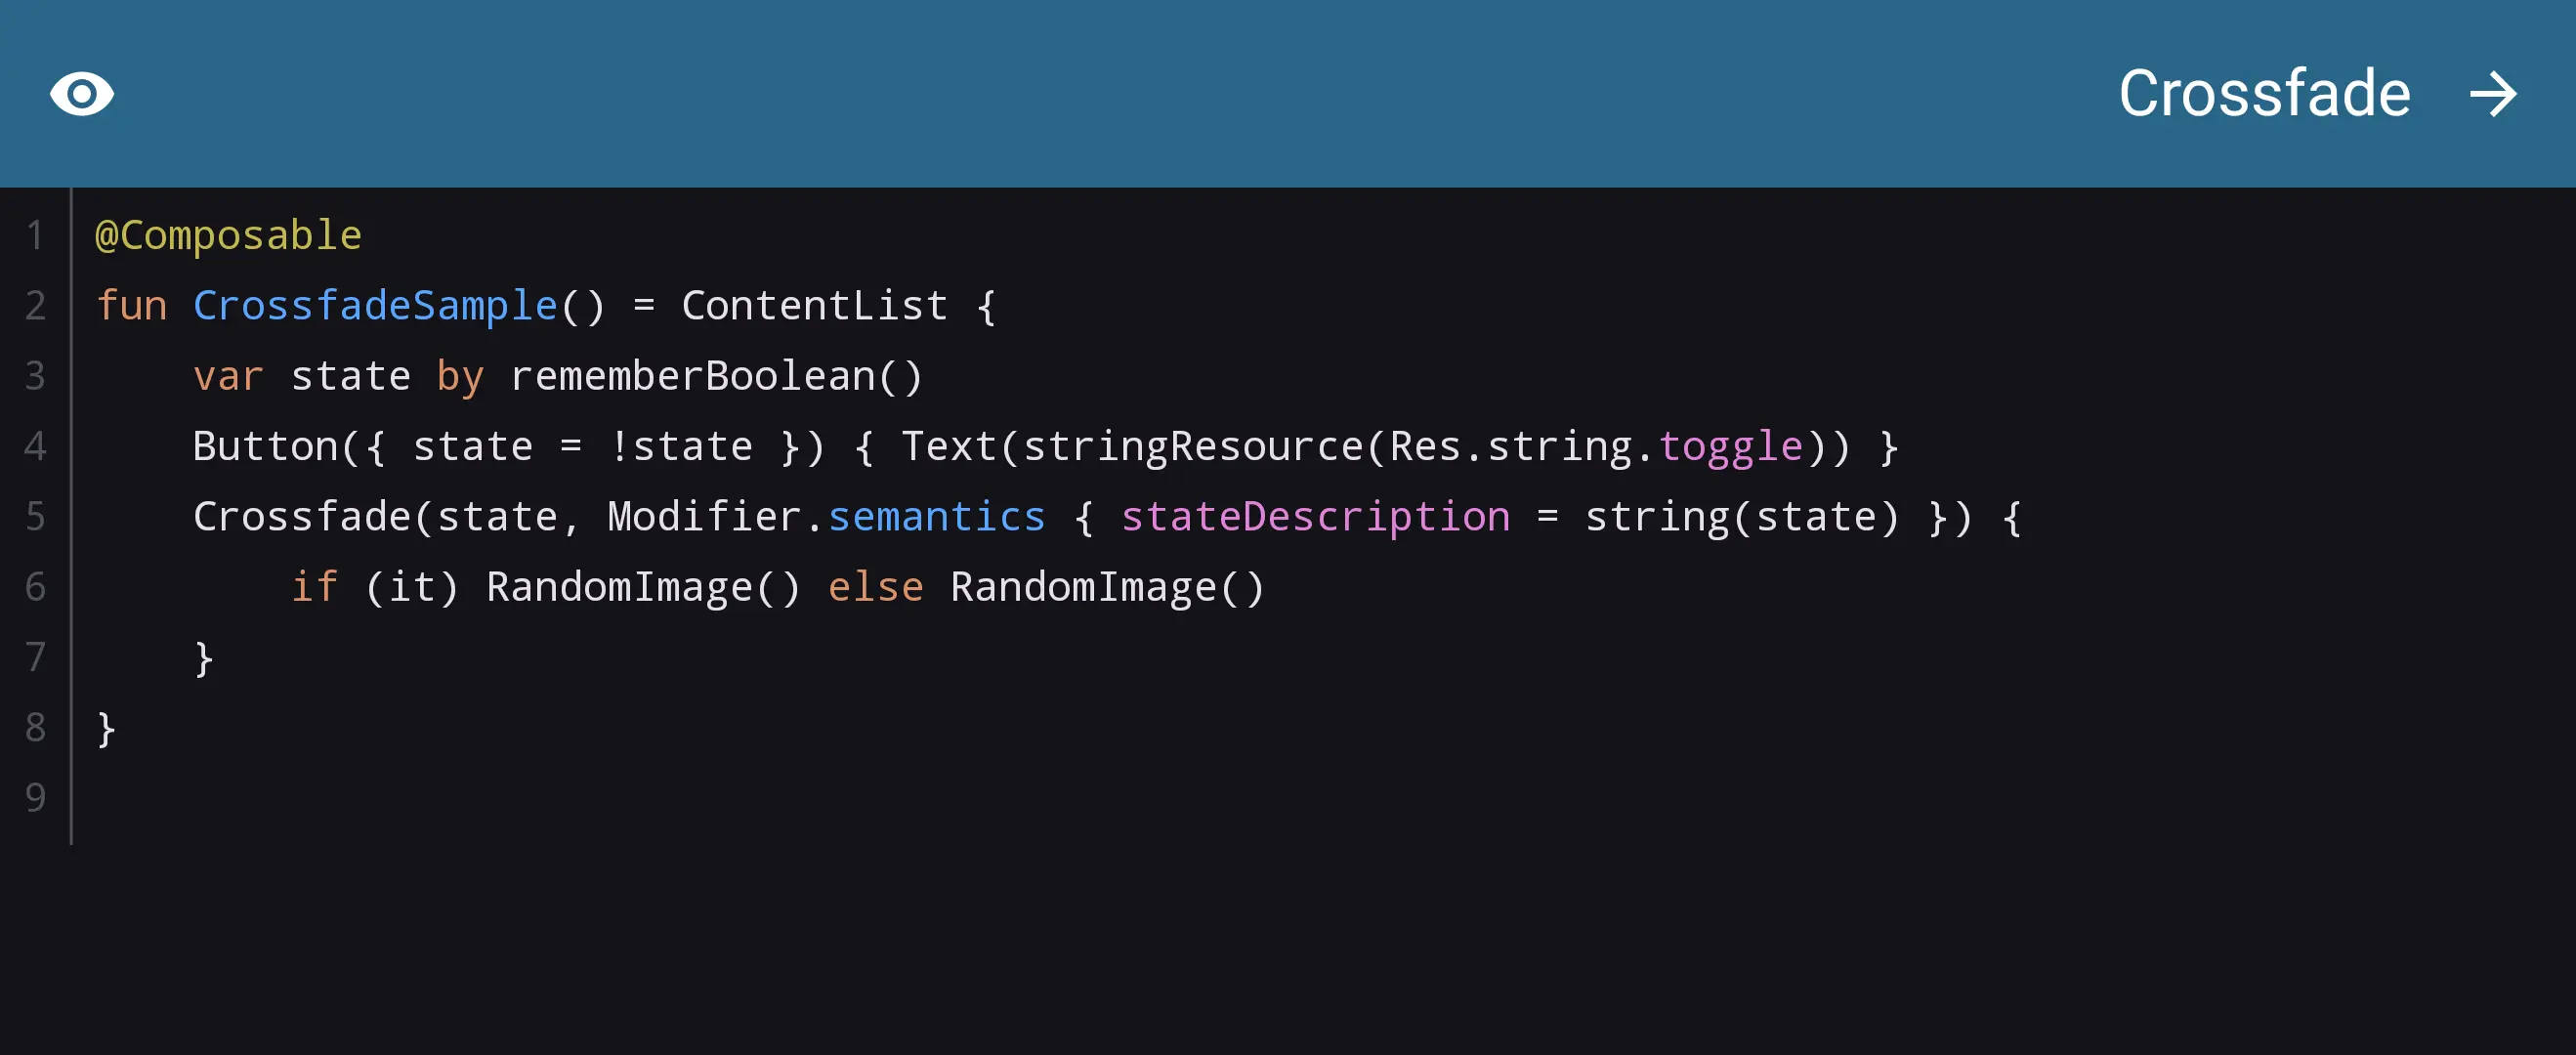 Crossfade
1 @Composable
2 fun CrossfadeSample() = ContentList {
3     var state by rememberBoolean()
4     Button({ state = !state }) { Text(stringResource(Res.string.toggle)) }
5     Crossfade(state, Modifier.semantics { stateDescription = string(state) }) {
6         if (it) RandomImage() else RandomImage()
7     }
8 }
9